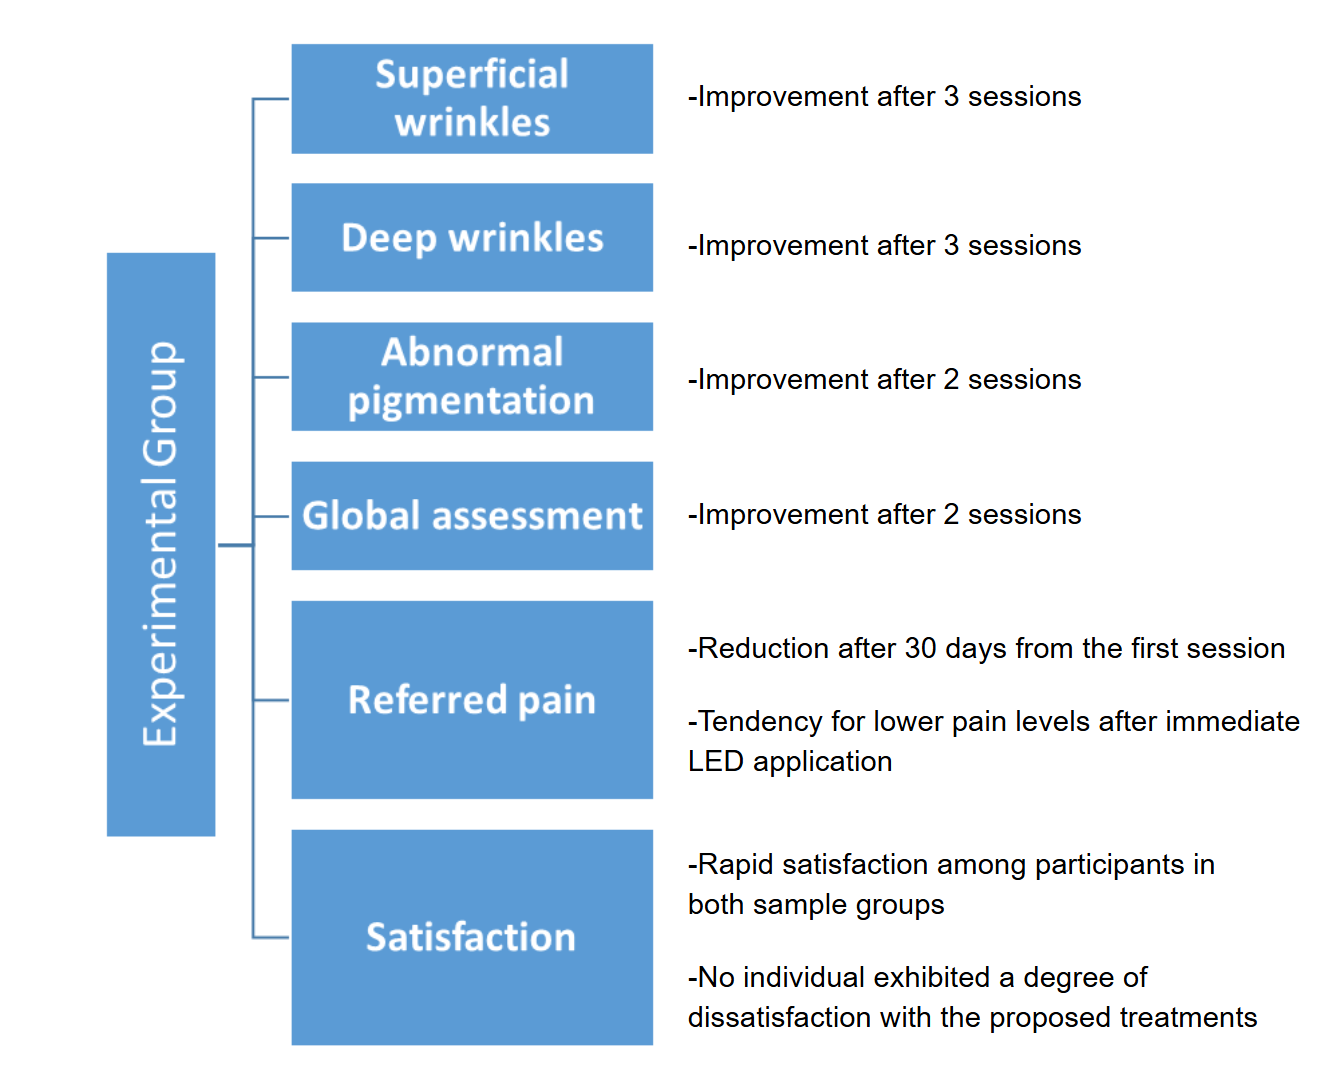 Experimental Group
Superficial
wrinkles
-Improvement after 3 sessions
Deep wrinkles
-Improvement after 3 sessions
Abnormal
pigmentation
-Improvement after 2 sessions
Global assessment
-Improvement after 2 sessions
Referred pain
-Reduction after 30 days from the first session
-Tendency for lower pain levels after immediate
LED application
Satisfaction
-Rapid satisfaction among participants in
both sample groups
-No individual exhibited a degree of
dissatisfaction with the proposed treatments